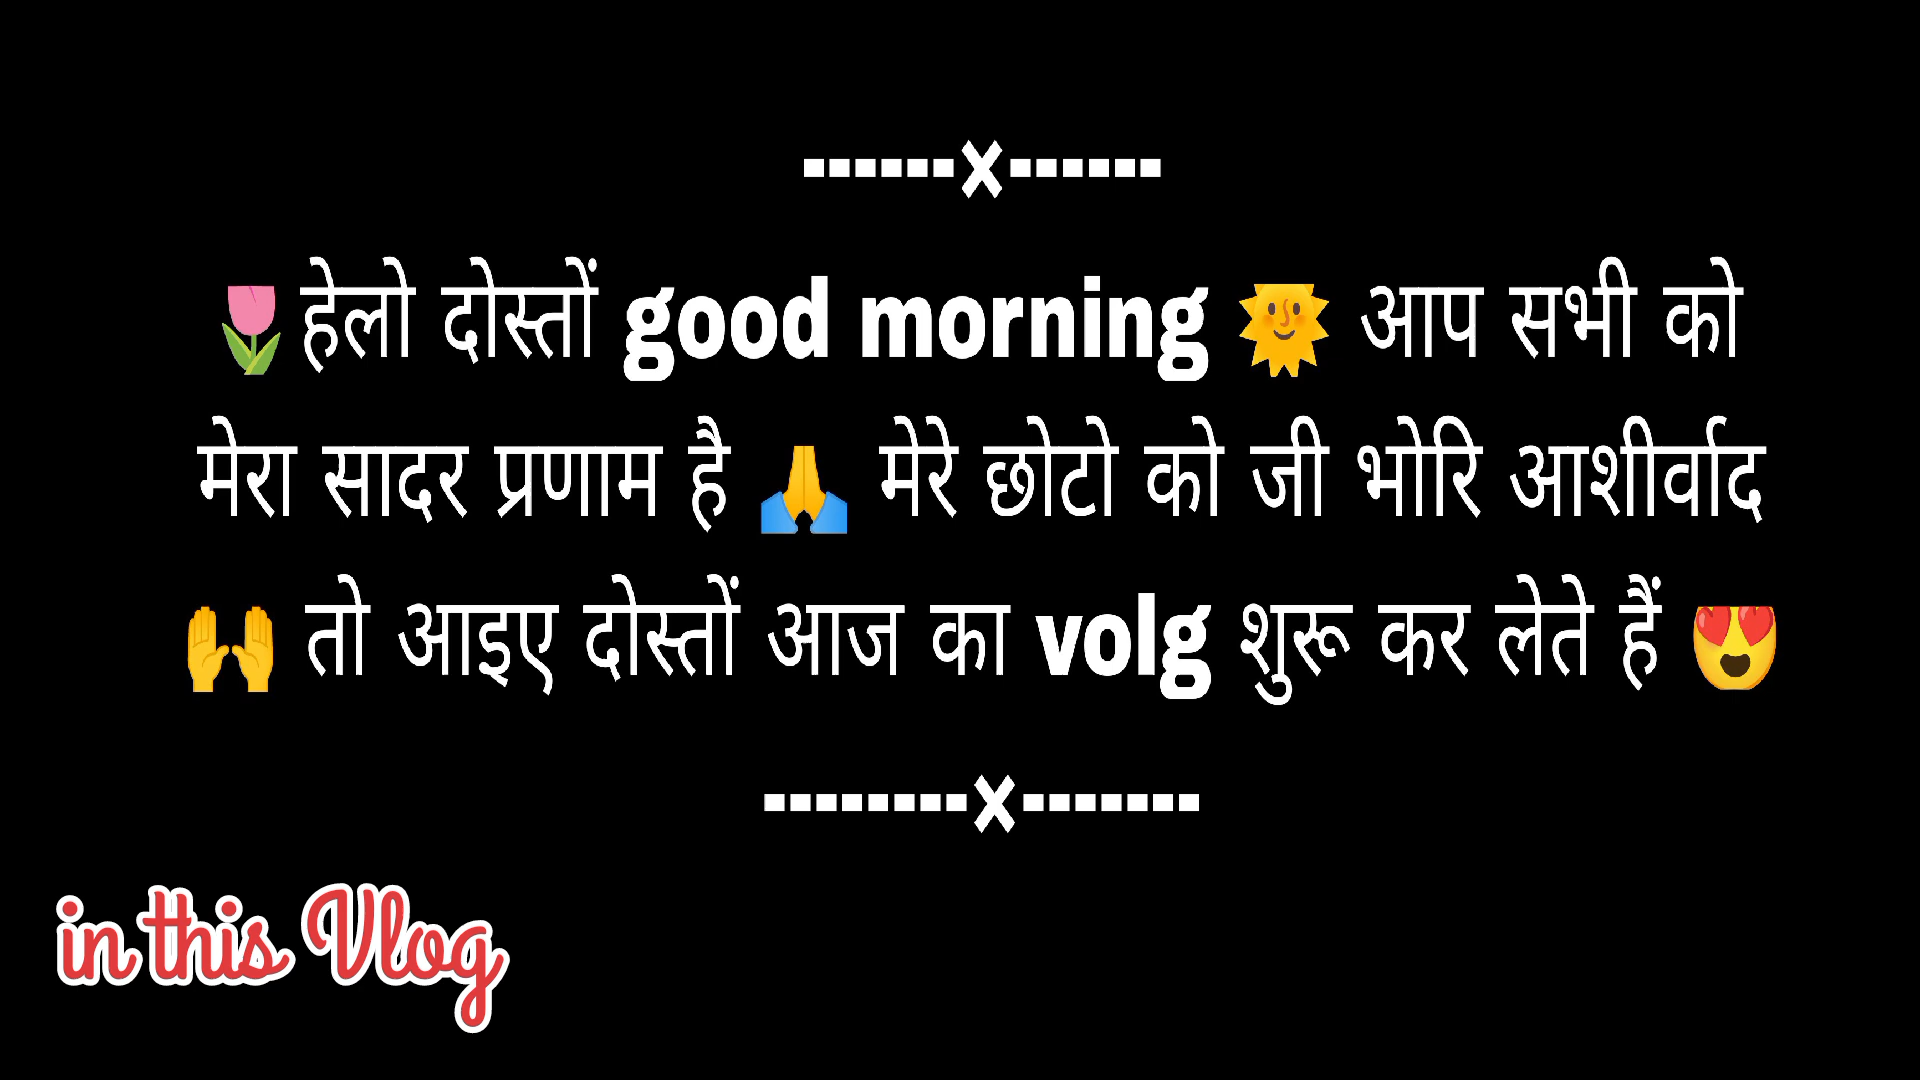 ------x------
🌷हेलो दोस्तों good morning 🌞 आप सभी को
मेरा सादर प्रणाम है 🙏 मेरे छोटो को जी भोरि आशीर्वाद
🙌 तो आइए दोस्तों आज का volg शुरू कर लेते हैं 😍
--------x-------
in this Vlog